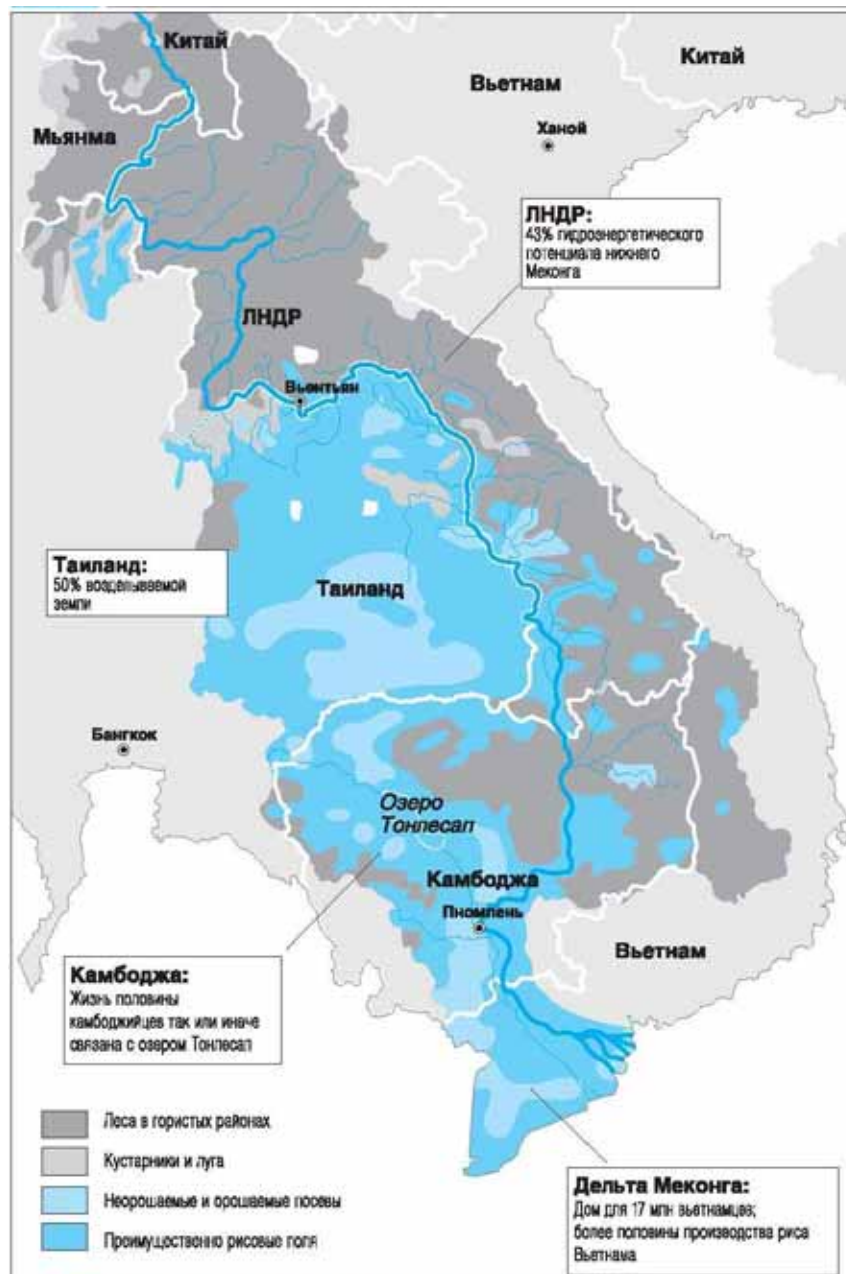 Китай
Китай
Вьетнам
Ханой
Мьянма
ЛНДР:
43% гидроэнергетического
потенциала нижнего
Меконга
ЛНДР
Вьентьян
Таиланд:
50% возделываемой
земли
Таиланд
Бангкок
Озеро
Тонлесап
Камбоджа
Пномпень
Вьетнам
Камбоджа:
Жизнь половины
камбоджийцев так или иначе
связана с озером Тонлесап
Леса в гористых районах
Кустарники и луга
Неорошаемые и орошаемые посевы
Преимущественно рисовые поля
Дельта Меконга:
Дом для 17 млн вьетнамцев;
более половины производства риса
Вьетнама